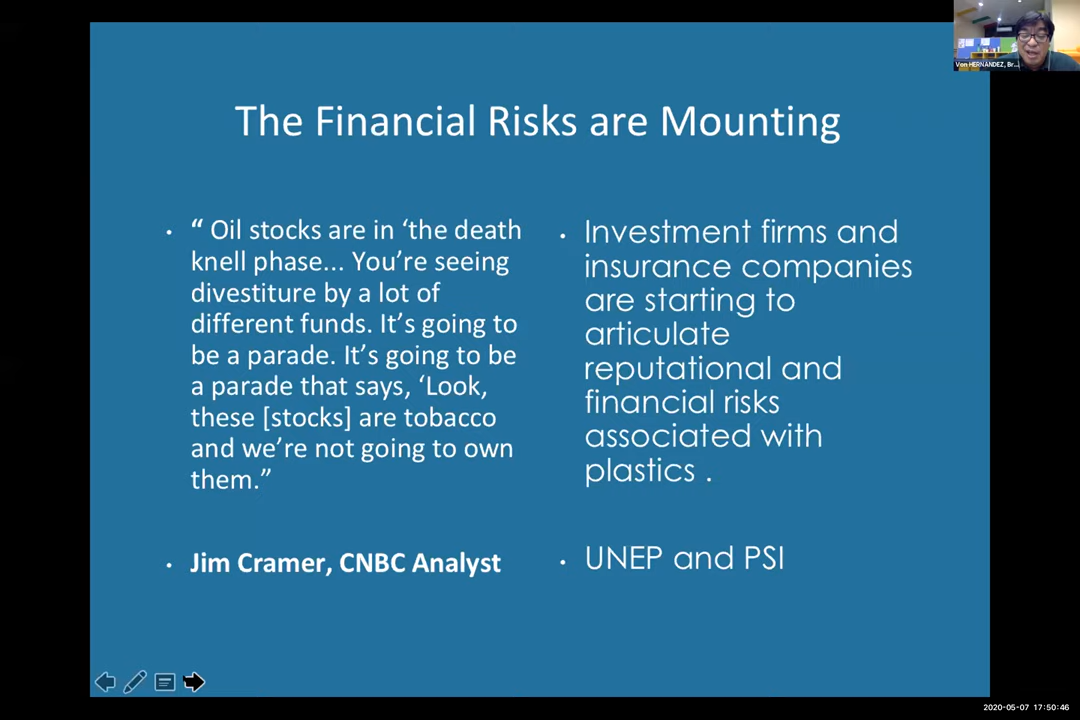 Von HERNANDEZ, Br...
The Financial Risks are Mounting
• “ Oil stocks are in ‘the death
knell phase... You’re seeing
divestiture by a lot of
different funds. It’s going to
be a parade. It’s going to be
a parade that says, ‘Look,
these [stocks] are tobacco
and we’re not going to own
them.”
• Jim Cramer, CNBC Analyst
• Investment firms and
insurance companies
are starting to
articulate
reputational and
financial risks
associated with
plastics .
• UNEP and PSI
2020-05-07 17:50:46